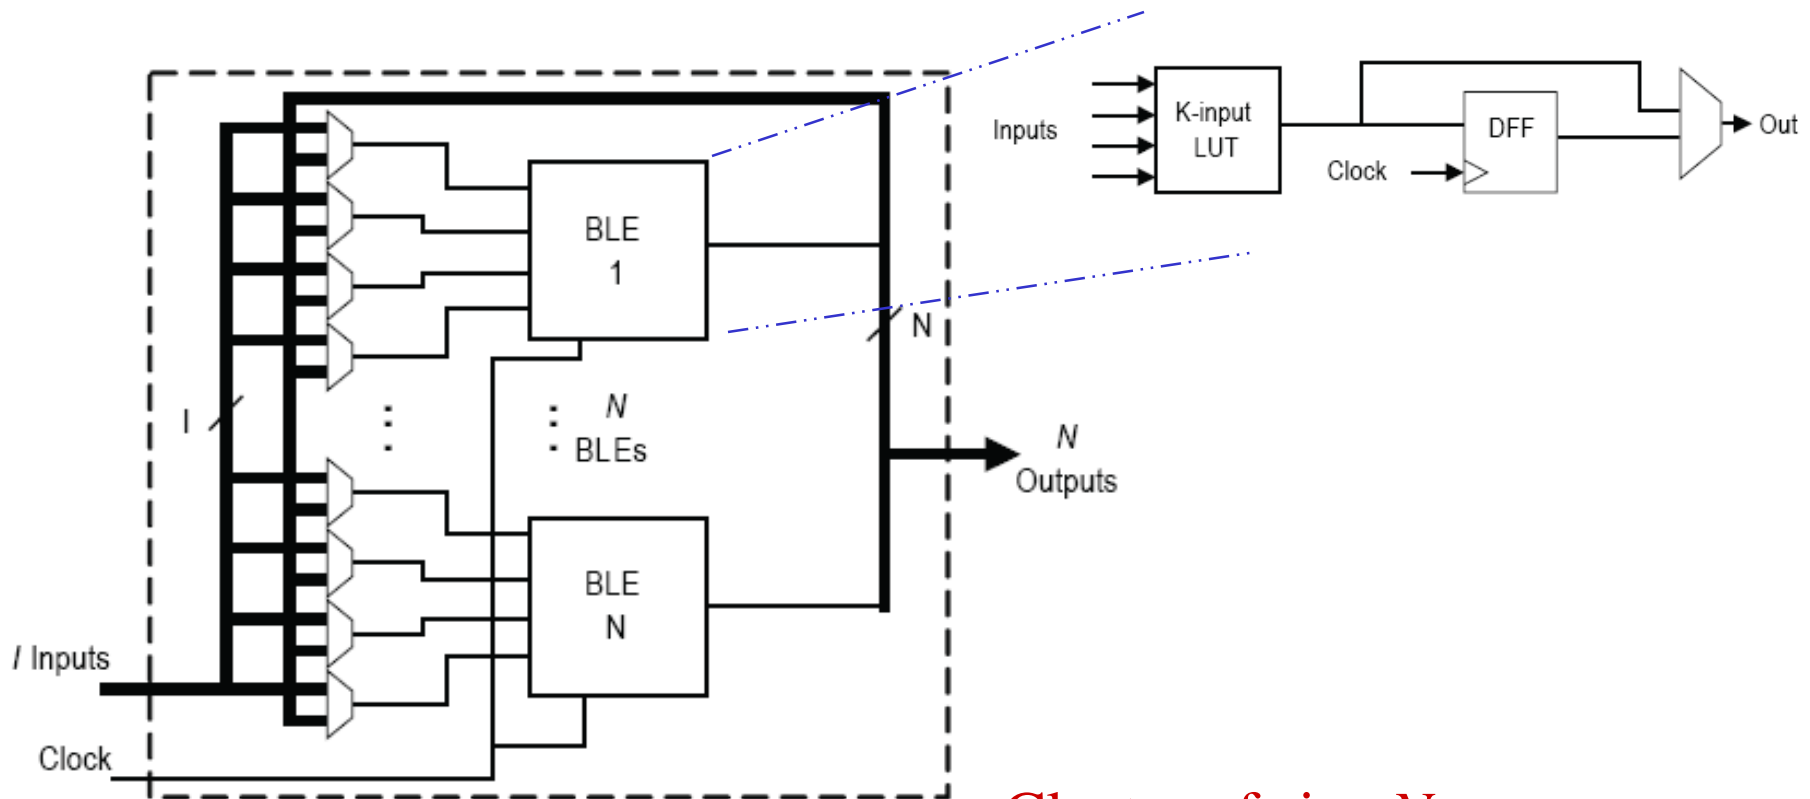 BLE
1
N
I
N
BLEs
N
Outputs
BLE
N
I Inputs
Clock
Inputs
K-input
LUT
DFF
Clock
Out